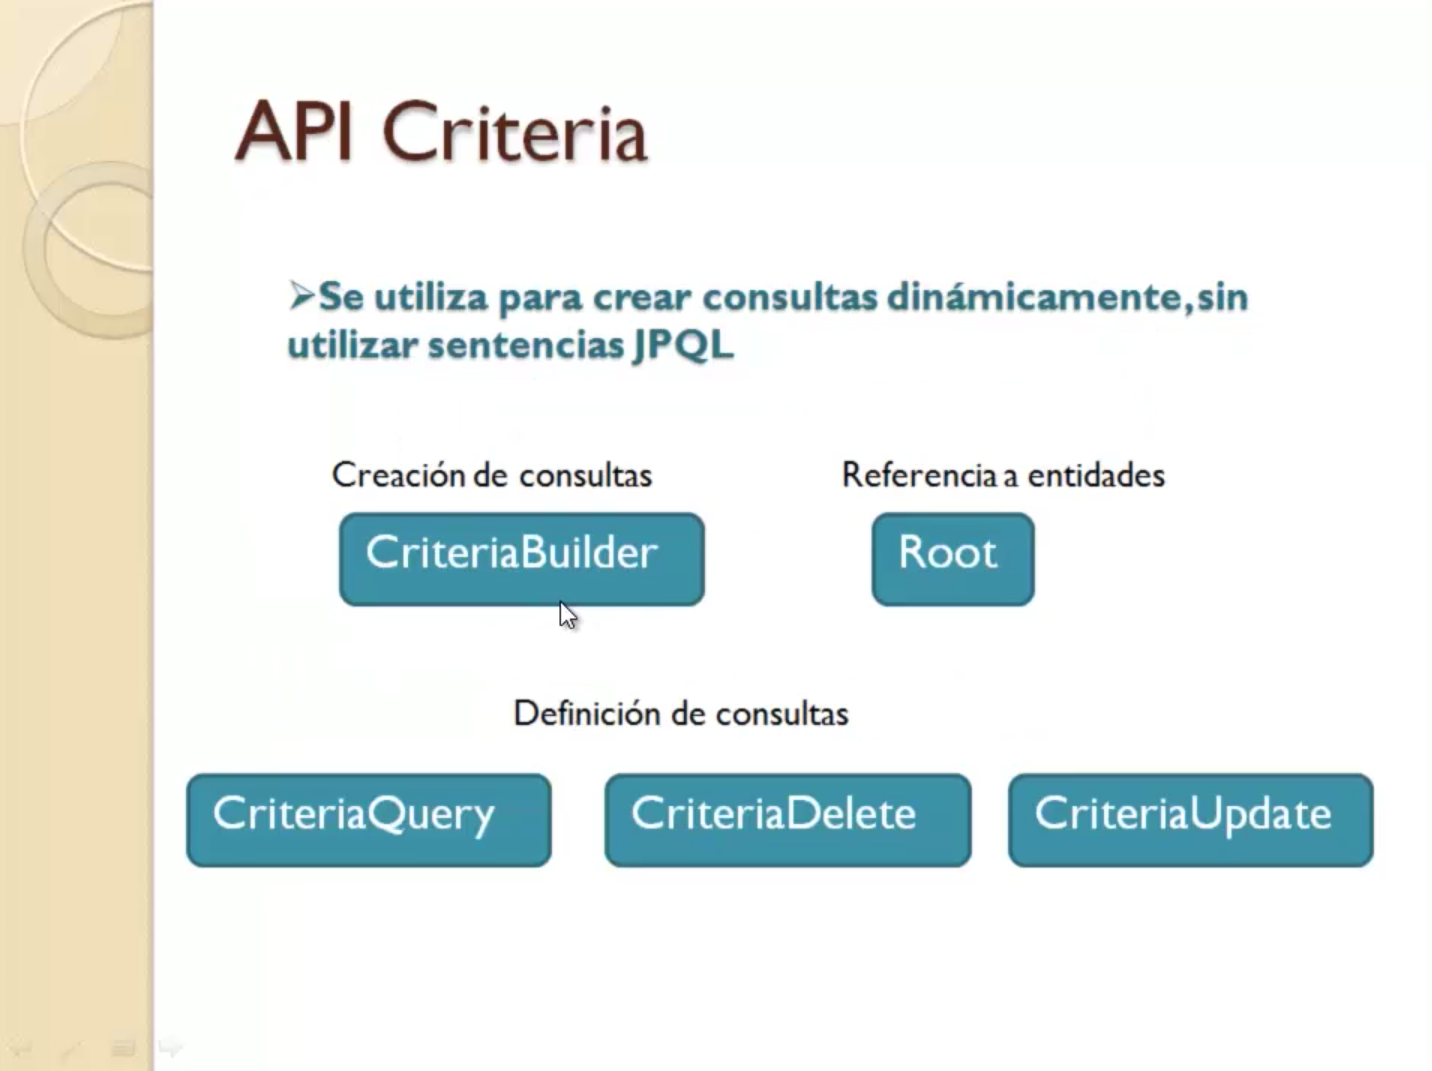 API Criteria
➢Se utiliza para crear consultas dinámicamente,sin
utilizar sentencias JPQL
Creación de consultas
Referencia a entidades
CriteriaBuilder
Root
Definición de consultas
CriteriaQuery
CriteriaDelete
CriteriaUpdate